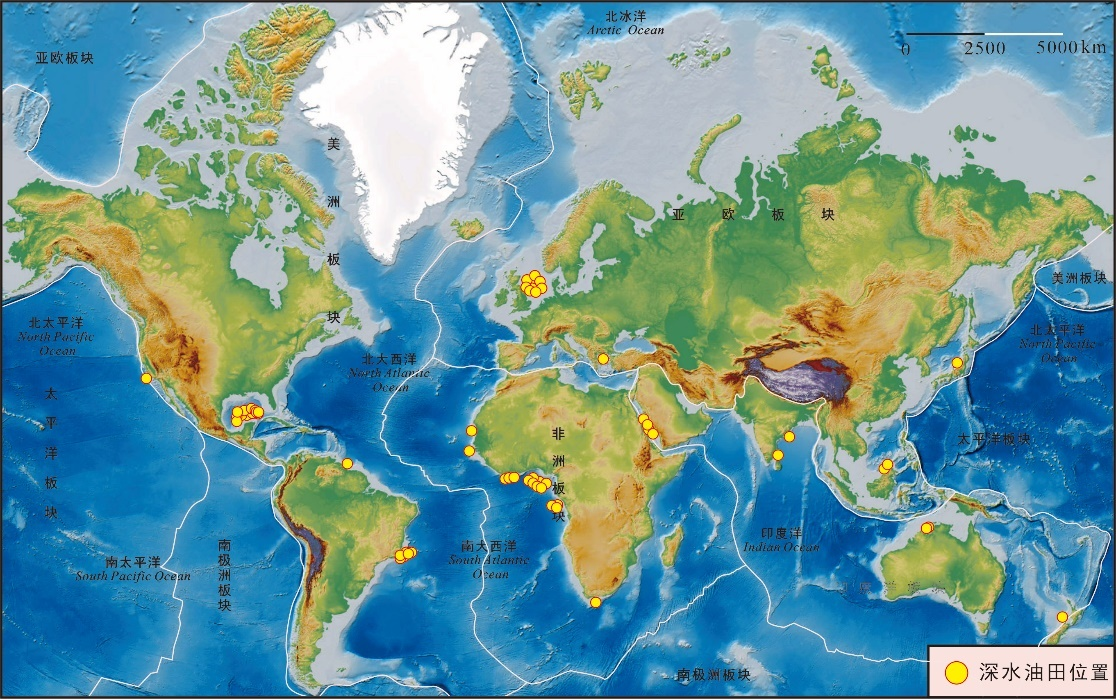 北冰洋
Arctic Ocean
0 2500 5000km
亚欧板块
美洲板块
亚欧板块
美洲板块
北太平洋
North Pacific
Ocean
北大西洋
North Atlantic
Ocean
北太平洋
North Pacific
Ocean
太平洋板块
非洲板块
太平洋板块
南太平洋
South Pacific Ocean
南极洲板块
南大西洋
South Atlantic
Ocean
印度洋
Indian Ocean
南极洲板块
深水油田位置